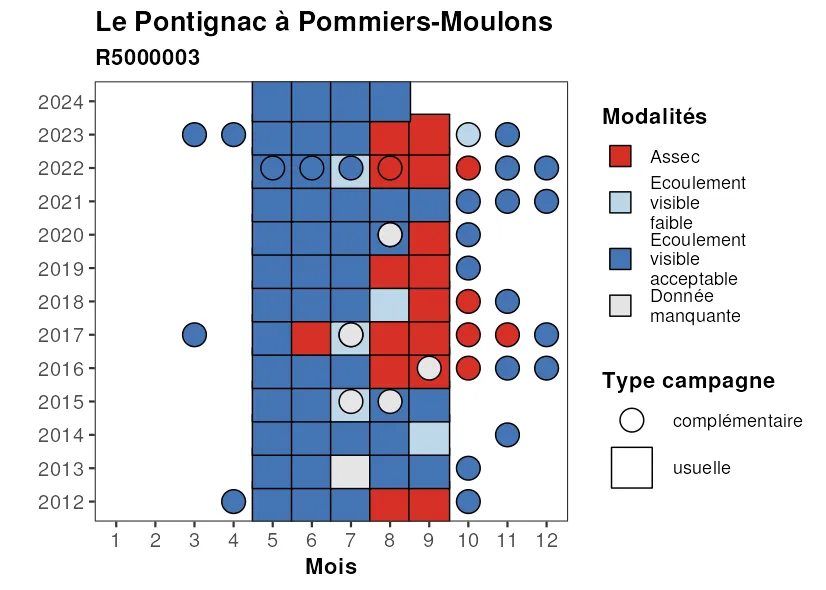 Le Pontignac à Pommiers-Moulons
R5000003
2024
2023
2022
2021
2020
2019
2018
2017
2016
2015
2014
2013
2012
1 2 3 4 5 6 7 8 9 10 11 12
Mois
Modalités
Assec
Ecoulement
visible
faible
Ecoulement
visible
acceptable
Donnée
manquante
Type campagne
complémentaire
usuelle